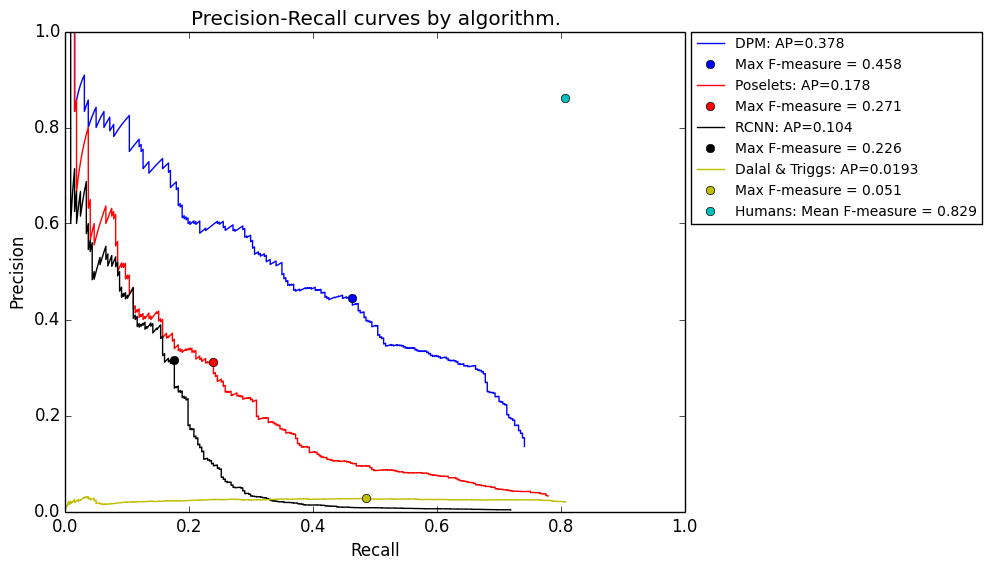 Precision-Recall curves by algorithm.
1.0
0.8
0.6
0.4
0.2
0.0
Precision
0.0 0.2 0.4 0.6 0.8 1.0
Recall
DPM: AP=0.378
Max F-measure = 0.458
Poselets: AP=0.178
Max F-measure = 0.271
RCNN: AP=0.104
Max F-measure = 0.226
Dalal & Triggs: AP=0.0193
Max F-measure = 0.051
Humans: Mean F-measure = 0.829